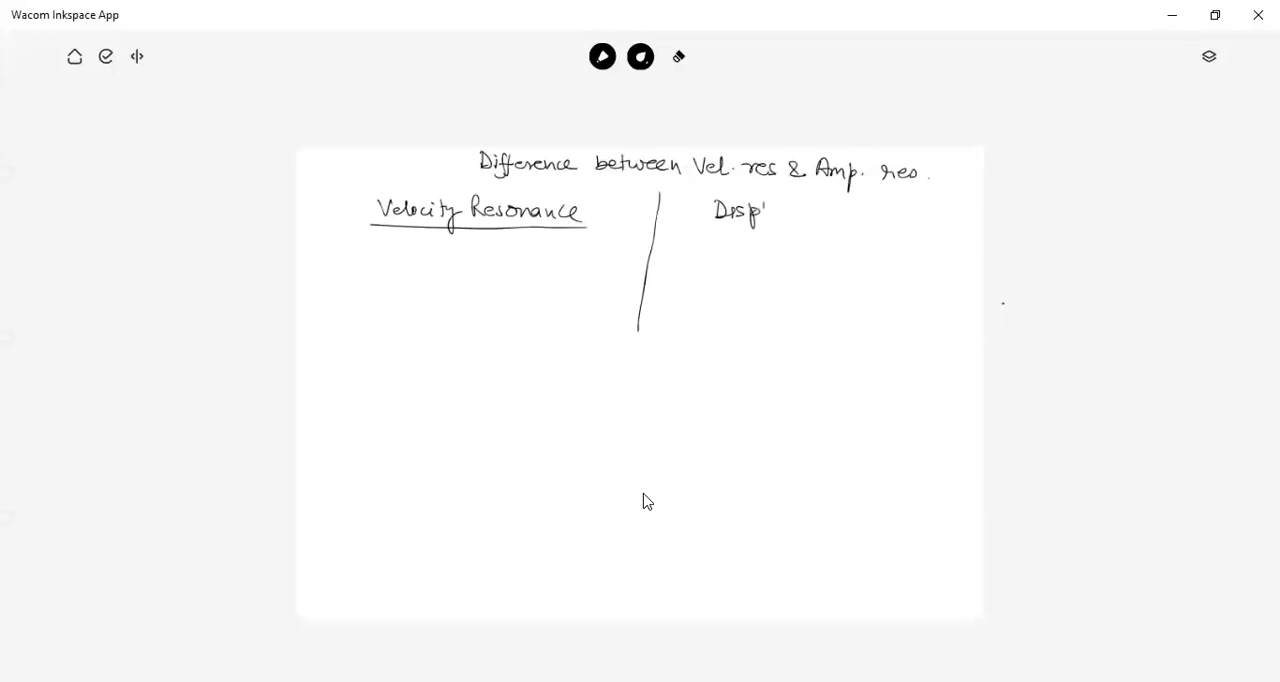 Wacom Inkspace App
Difference between Vel. res & Amp. res.
Velocity Resonance
Disp'